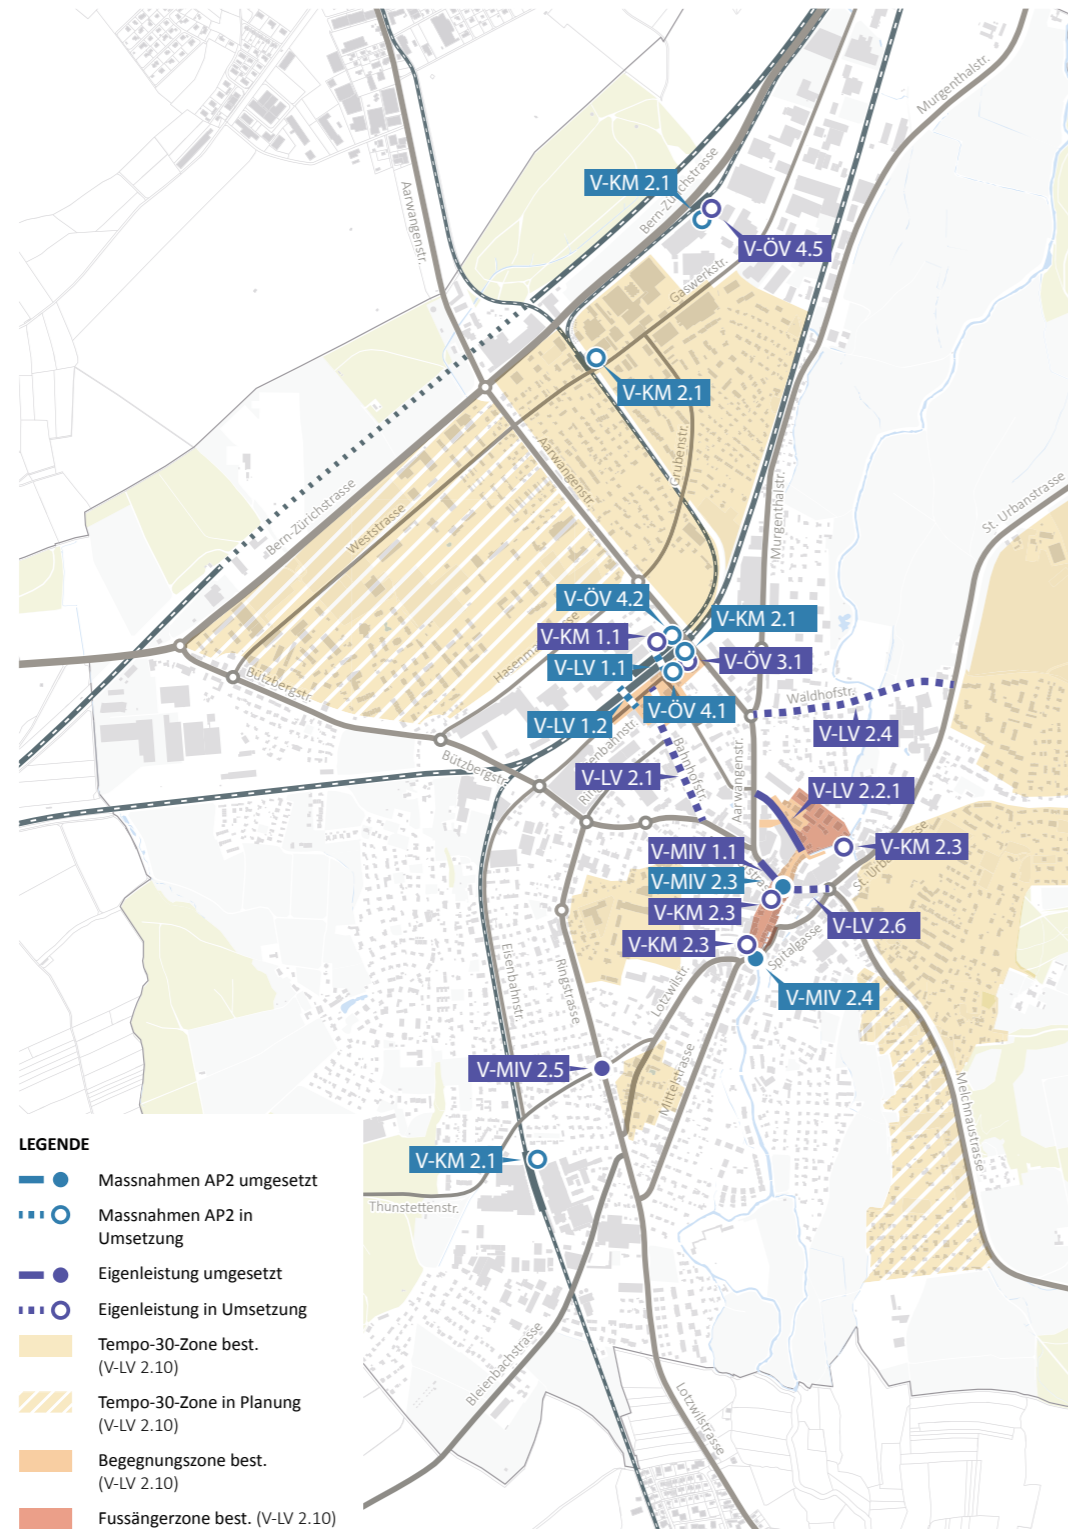 Murgenthalstr.
Aarwangenstr.
Bern-Zürichstrasse
V-KM 2.1
V-ÖV 4.5
Gaswerkstr.
V-KM 2.1
Aarwangenstr.
Grubenstr.
Murgenthalstr.
St. Urbanstrasse
Bern-Zürichstrasse
Weststrasse
V-ÖV 4.2
V-KM 2.1
V-KM 1.1
V-ÖV 3.1
V-LV 1.1
Bützbergstr.
V-ÖV 4.1
Waldhofstr.
V-LV 1.2
V-LV 2.4
Bützbergstr.
Bahnhofstr.
Aarwangenstr.
V-LV 2.1
V-LV 2.2.1
V-MIV 1.1
V-KM 2.3
V-MIV 2.3
V-KM 2.3
V-LV 2.6
V-KM 2.3
Spitalgasse
Eisenbahnstr.
Ringstrasse
Lotzwilstr.
V-MIV 2.4
V-MIV 2.5
Mittelstrasse
Melchnaustrasse
V-KM 2.1
Thunstettenstr.
Bleienbachstrasse
Lotzwilstrasse
LEGENDE
Massnahmen AP2 umgesetzt
Massnahmen AP2 in
Umsetzung
Eigenleistung umgesetzt
Eigenleistung in Umsetzung
Tempo-30-Zone best.
(V-LV 2.10)
Tempo-30-Zone in Planung
(V-LV 2.10)
Begegnungszone best.
(V-LV 2.10)
Fussängerzone best. (V-LV 2.10)